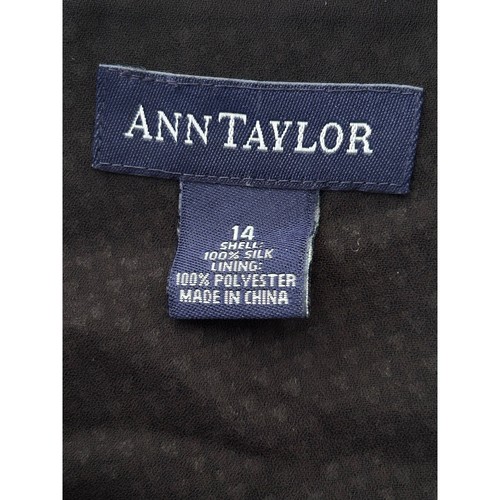 ANN TAYLOR
14
SHELL:
100% SILK
LINING:
100% POLYESTER
MADE IN CHINA